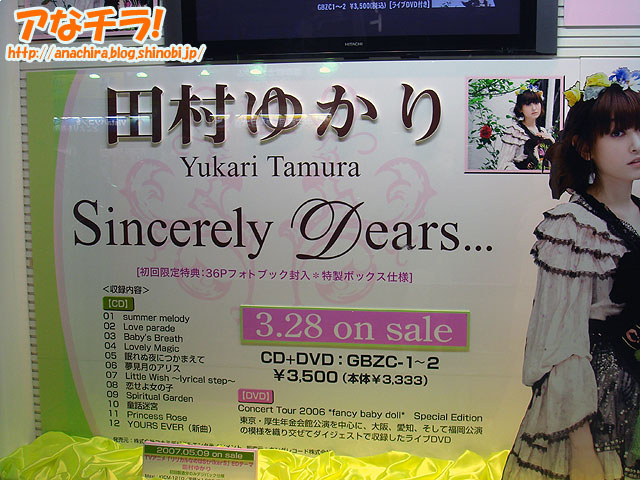 アなチラ!
http://anachira.blog.shinobi.jp/
GBZC1～2 ¥3,500(税込) [ライブDVD付き]
HITACHI
田村ゆかり
Yukari Tamura
Sincerely Dears...
[初回限定特典:36Pフォトブック封入＊特製ボックス仕様]
＜収録内容＞
【CD】
01 summer melody
02 Love parade
03 Baby's Breath
04 Lovely Magic
05 眠れぬ夜につかまえて
06 夢見月のアリス
07 Little Wish ～lyrical step～
08 恋せよ女の子
09 Spiritual Garden
10 童話迷宮
11 Princess Rose
12 YOURS EVER（新曲）
3.28 on sale
CD+DVD：GBZC-1～2
￥3,500（本体￥3,333）
【DVD】
Concert Tour 2006 *fancy baby doll* Special Edition
東京・厚生年金会館公演を中心に、大阪、愛知、そして福岡公演
の模様を織り交ぜてダイジェストで収録したライブDVD
2007.05.09 on sale
田村ゆかり